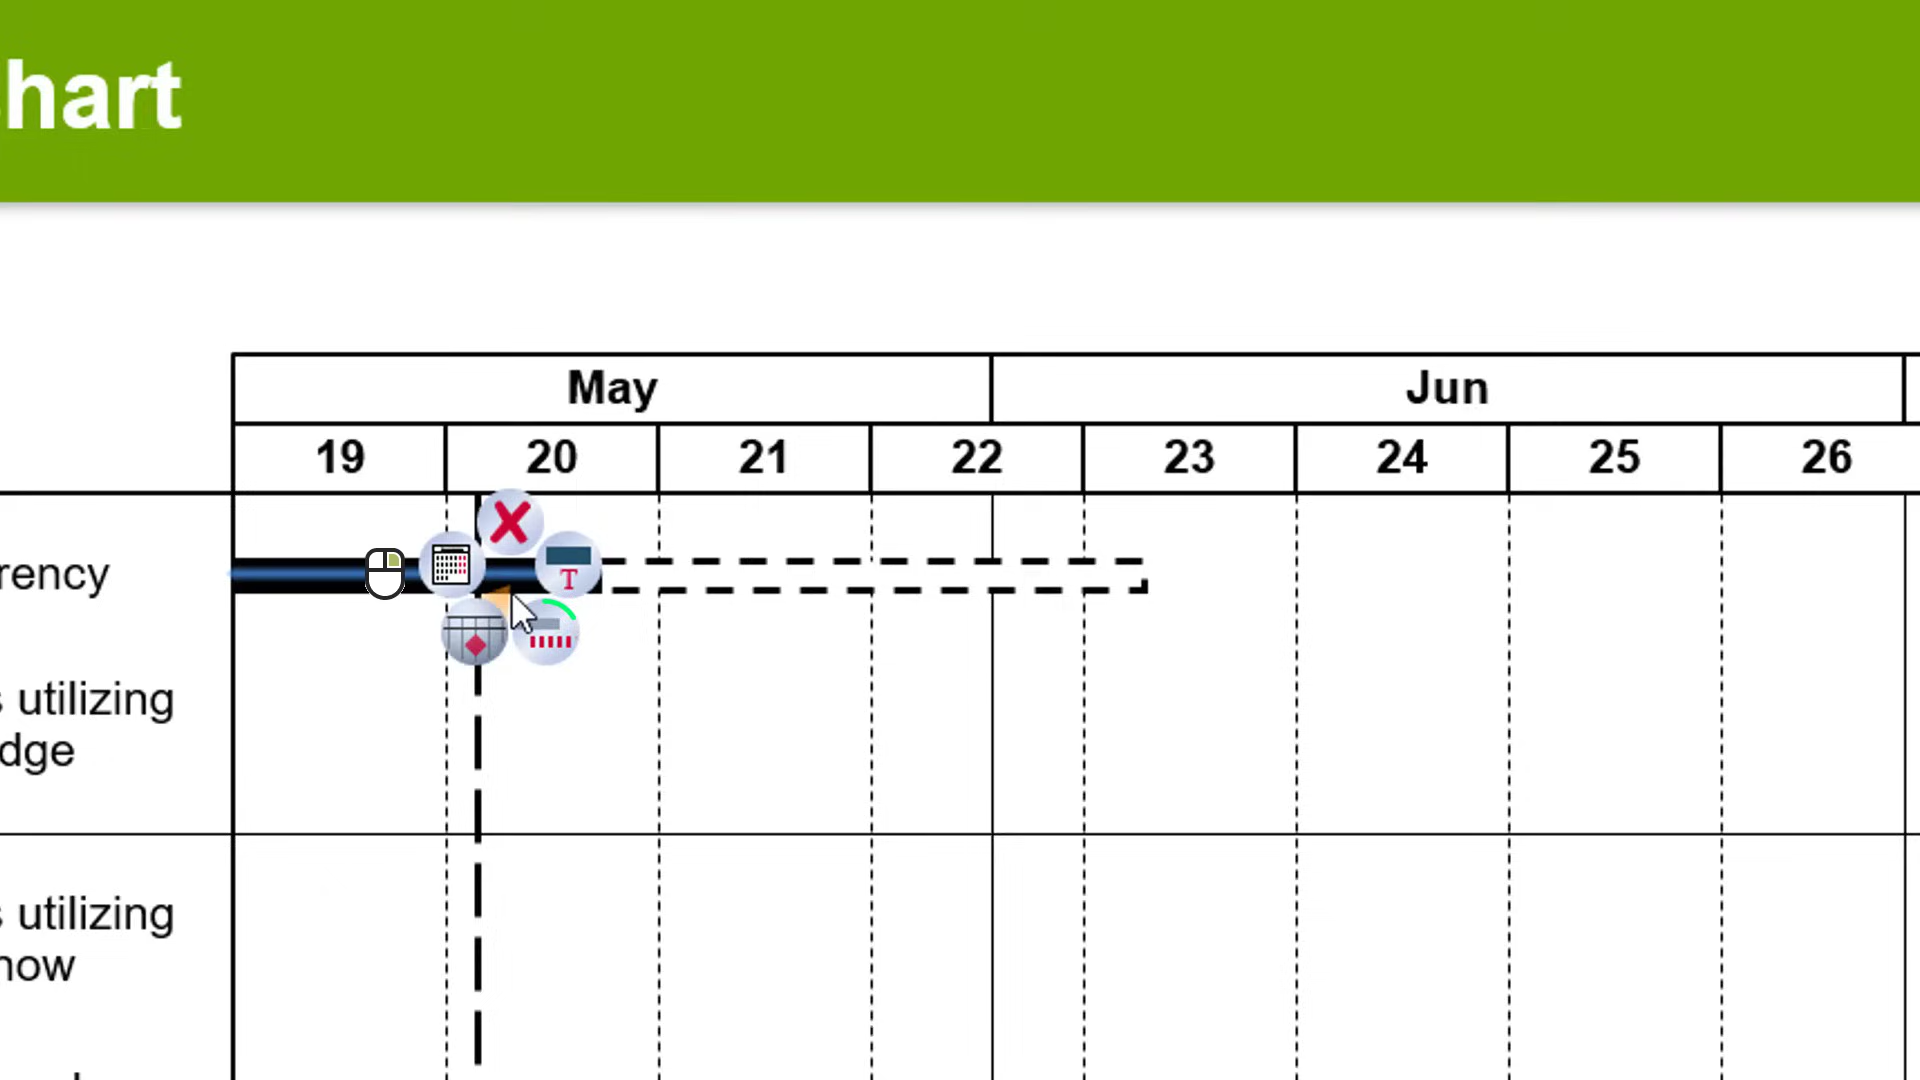 hart
May Jun
19 20 21 22 23 24 25 26
T
rency
s utilizing
dge
s utilizing
now